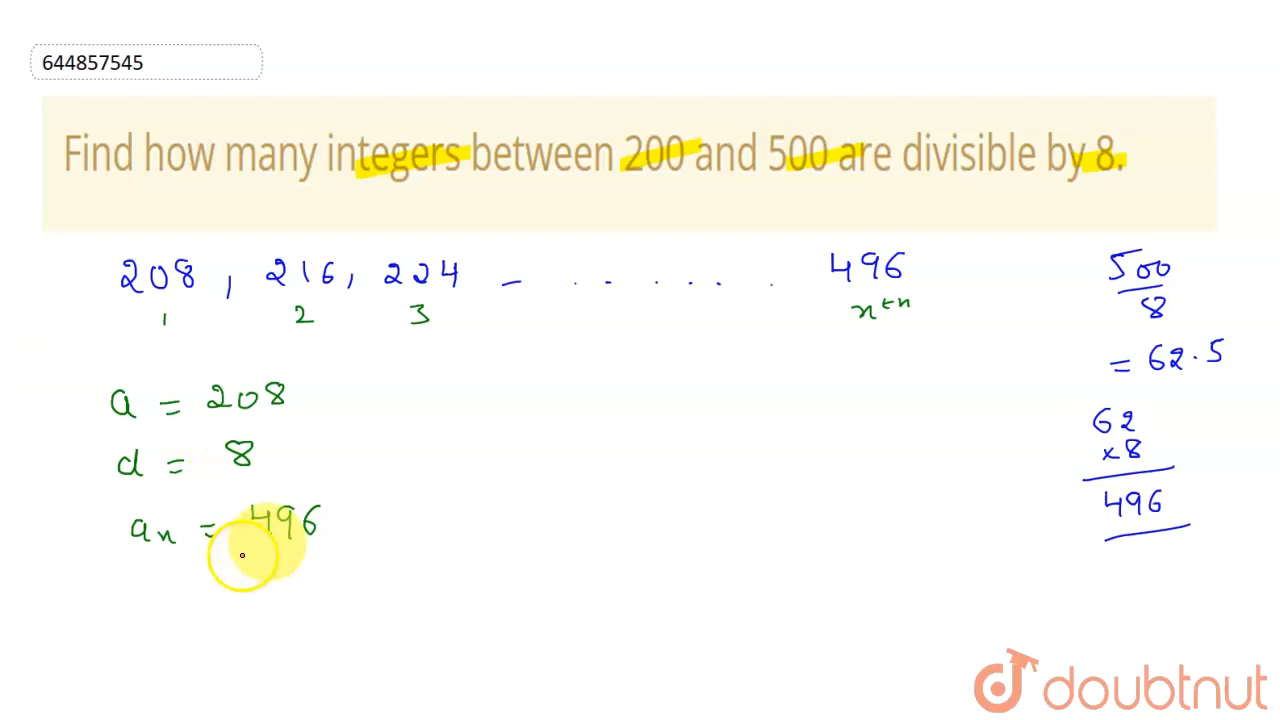 644857545
Find how many integers between 200 and 500 are divisible by 8.
208, 216, 224 - . . . . . . 496
1 2 3 nth
500
8
= 62.5
62
×8
496
a = 208
d = 8
an = 496
doubtnut